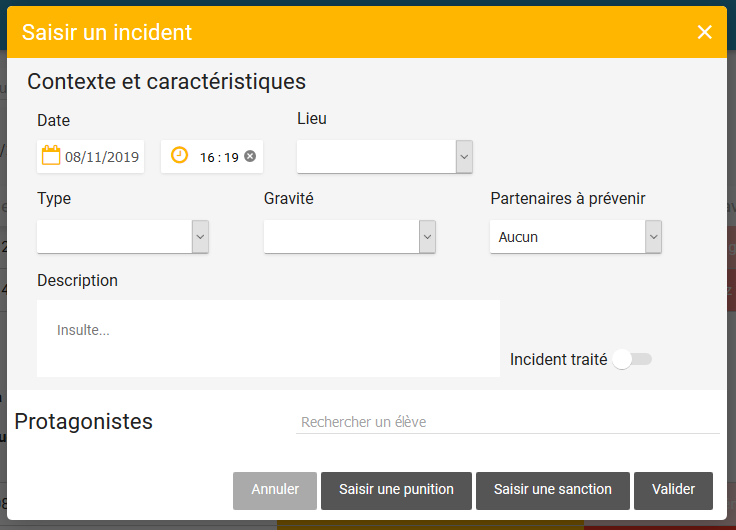 Saisir un incident
Contexte et caractéristiques
Date
Lieu
08/11/2019
16 : 19
Type
Gravité
Partenaires à prévenir
Aucun
Description
Insulte...
Incident traité
Protagonistes
Rechercher un élève
Annuler
Saisir une punition
Saisir une sanction
Valider